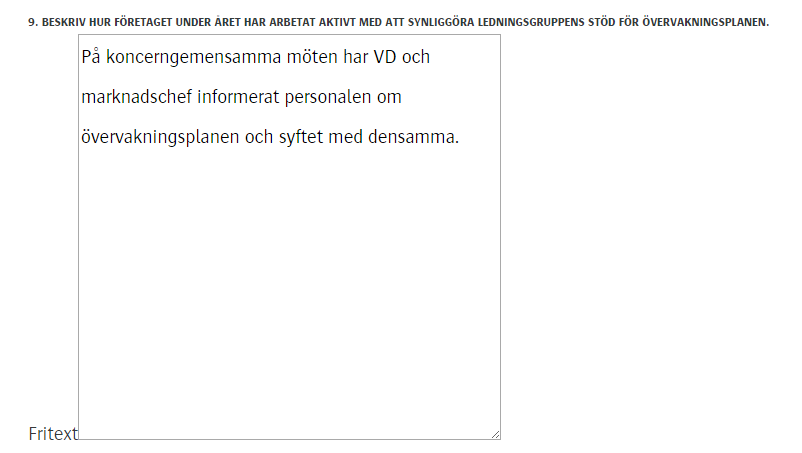 9. BESKRIV HUR FÖRETAGET UNDER ÅRET HAR ARBETAT AKTIVT MED ATT SYNLIGGÖRA LEDNINGSGRUPPENS STÖD FÖR ÖVERVAKNINGSPLANEN.
På koncerngemensamma möten har VD och
marknadschef informerat personalen om
övervakningsplanen och syftet med densamma.
Fritext